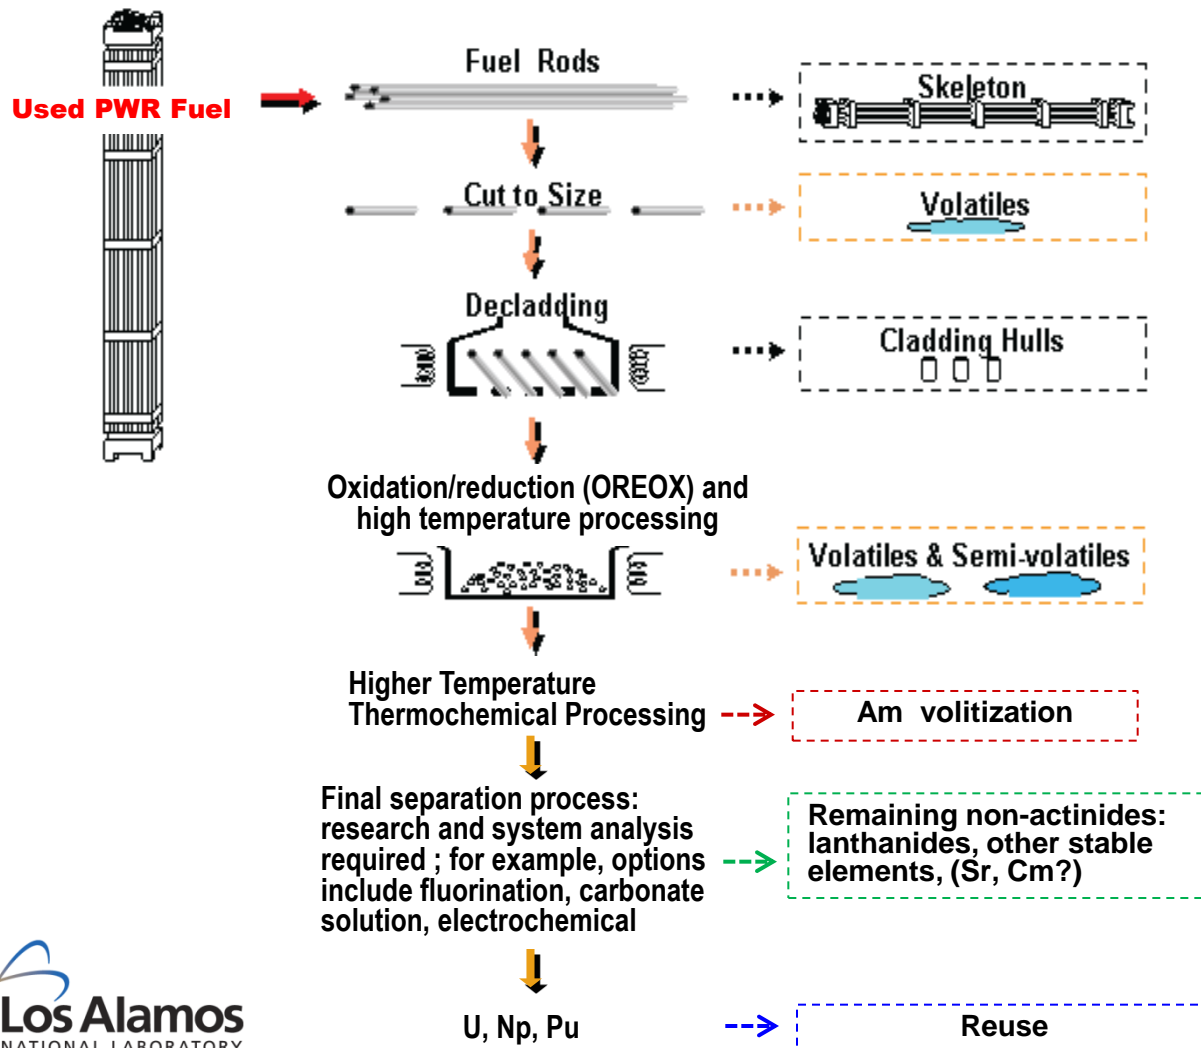 Used PWR Fuel
Fuel Rods
Skeleton
Cut to Size
Volatiles
Decladding
Cladding Hulls
Oxidation/reduction (OREOX) and
high temperature processing
Volatiles & Semi-volatiles
Higher Temperature
Thermochemical Processing
Am volitization
Final separation process:
research and system analysis
required ; for example, options
include fluorination, carbonate
solution, electrochemical
Remaining non-actinides:
lanthanides, other stable
elements, (Sr, Cm?)
U, Np, Pu
Reuse
Los Alamos
NATIONAL LABORATORY